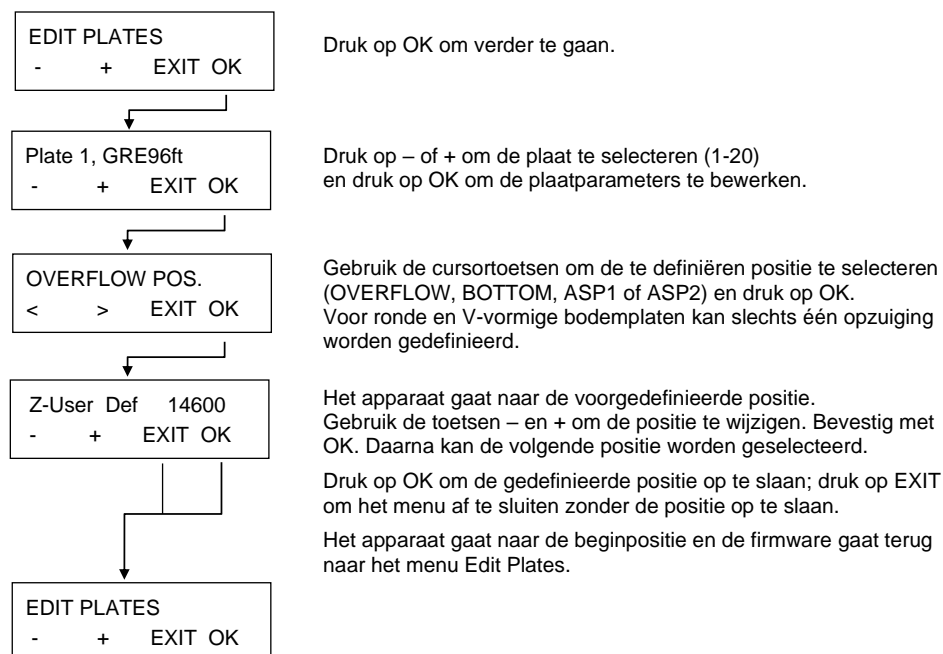 EDIT PLATES
- + EXIT OK
Druk op OK om verder te gaan.
Plate 1, GRE96ft
- + EXIT OK
Druk op – of + om de plaat te selecteren (1-20)
en druk op OK om de plaatparameters te bewerken.
OVERFLOW POS.
< > EXIT OK
Gebruik de cursortoetsen om de te definiëren positie te selecteren
(OVERFLOW, BOTTOM, ASP1 of ASP2) en druk op OK.
Voor ronde en V-vormige bodemplaten kan slechts één opzuiging
worden gedefinieerd.
Z-User Def 14600
- + EXIT OK
Het apparaat gaat naar de voorgedefinieerde positie.
Gebruik de toetsen – en + om de positie te wijzigen. Bevestig met
OK. Daarna kan de volgende positie worden geselecteerd.
Druk op OK om de gedefinieerde positie op te slaan; druk op EXIT
om het menu af te sluiten zonder de positie op te slaan.
Het apparaat gaat naar de beginpositie en de firmware gaat terug
naar het menu Edit Plates.
EDIT PLATES
- + EXIT OK